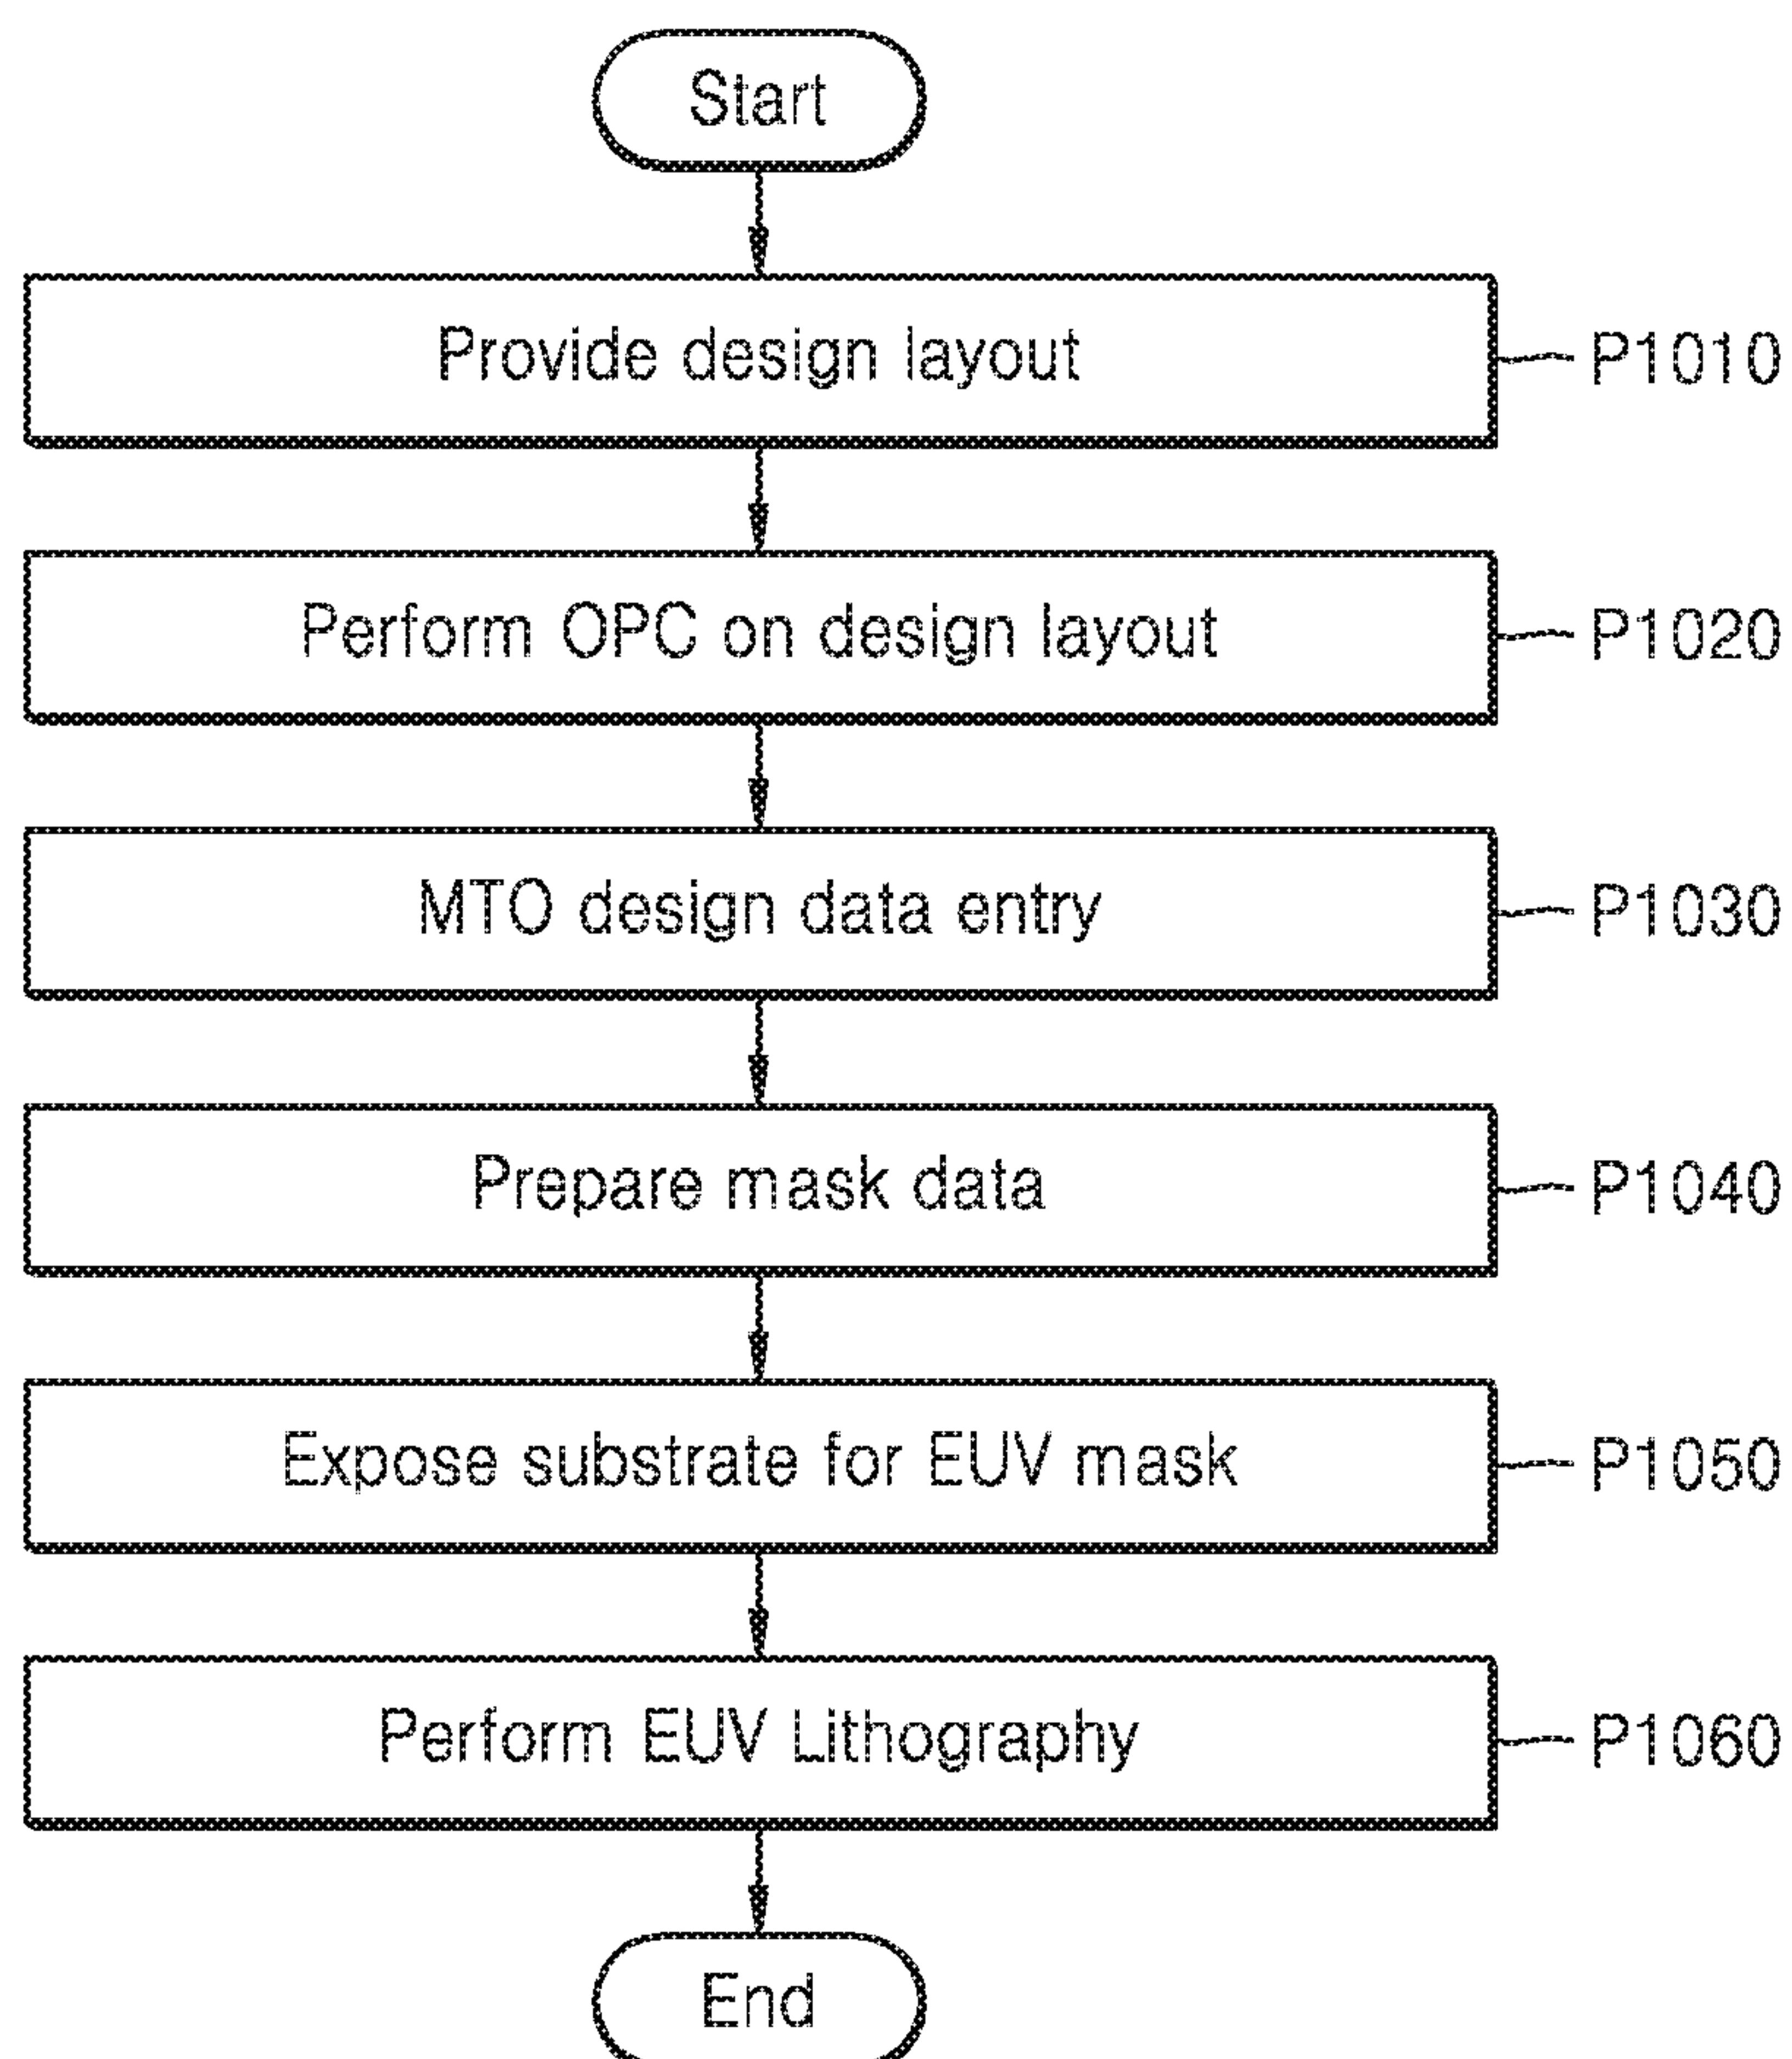 Start
Provide design layout P1010
Perform OPC on design layout P1020
MTO design data entry P1030
Prepare mask data P1040
Expose substrate for EUV mask P1050
Perform EUV Lithography P1060
End